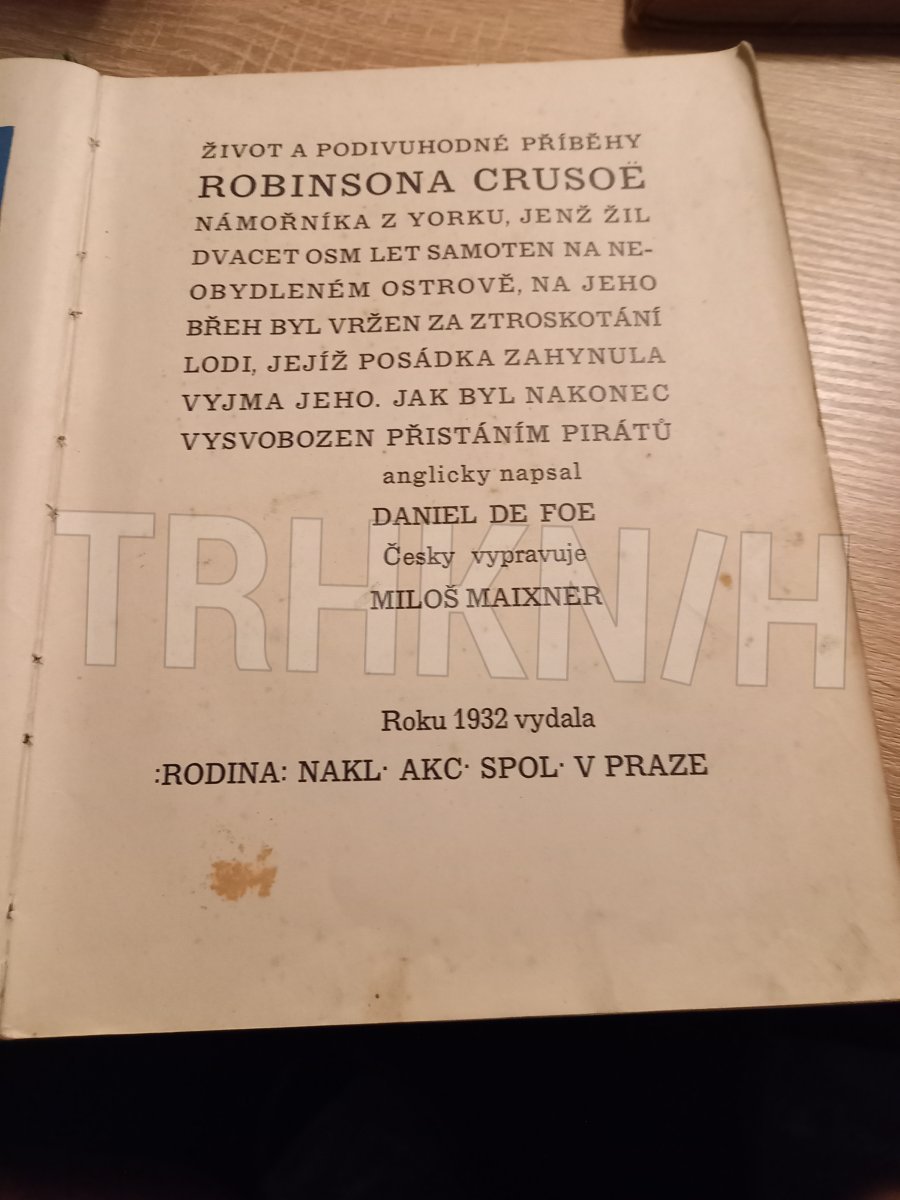 ŽIVOT A PODIVUHODNÉ PŘÍBĚHY
ROBINSONA CRUSOË
NÁMOŘNÍKA Z YORKU, JENŽ ŽIL
DVACET OSM LET SAMOTEN NA NE-
OBYDLENÉM OSTROVĚ, NA JEHO
BŘEH BYL VRŽEN ZA ZTROSKOTÁNÍ
LODI, JEJÍŽ POSÁDKA ZAHYNULA
VYJMA JEHO. JAK BYL NAKONEC
VYSVOBOZEN PŘISTÁNÍM PIRÁTŮ
anglicky napsal
DANIEL DE FOE
Česky vypravuje
MILOŠ MAIXNER
TRHKNIH
Roku 1932 vydala
:RODINA: NAKL· AKC· SPOL· V PRAZE